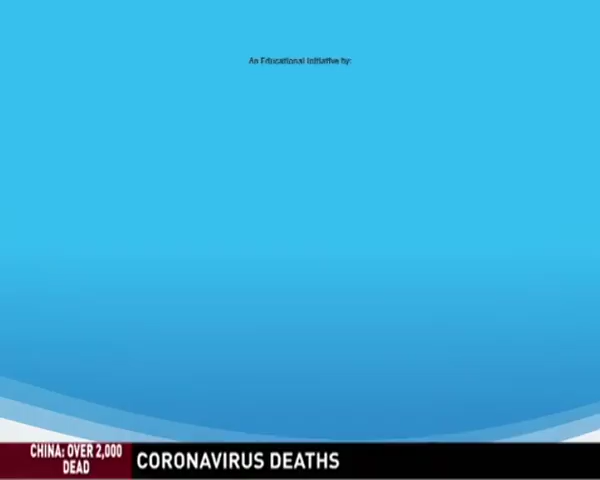 An Educational Initiative by:
CHINA: OVER 2,000
DEAD
CORONAVIRUS DEATHS